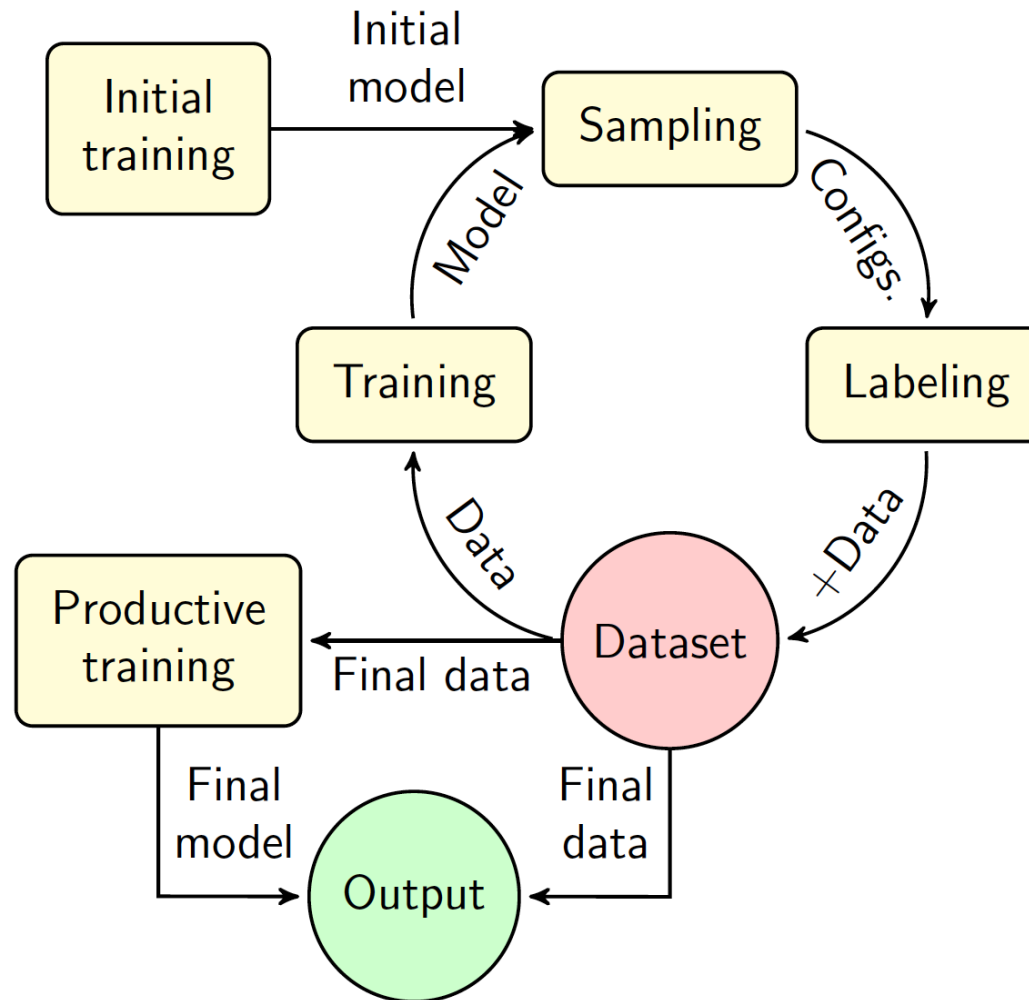 Initial
model
Initial
training
Sampling
Model
Configs.
Training
Labeling
Data
+Data
Productive
training
Dataset
Final data
Final
model
Final
data
Output